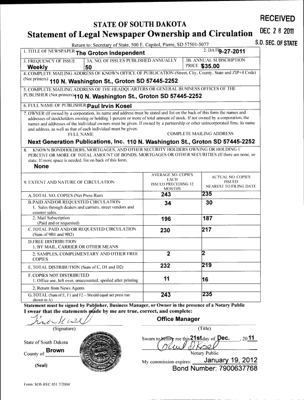 RECEIVED
DEC 28 2011
S.D. SEC. OF STATE
STATE OF SOUTH DAKOTA
Statement of Legal Newspaper Ownership and Circulation
Return to: Secretary of State, 500 E. Capitol, Pierre, SD 57501-5077
1. TITLE OF NEWSPAPER The Groton Independent
2. DATE 9-27-2011
3. FREQUENCY OF ISSUE
Weekly
3A. NO. OF ISSUES PUBLISHED ANNUALLY
50
3B. ANNUAL SUBSCRIPTION
PRICE $35.00
4. COMPLETE MAILING ADDRESS OF KNOWN OFFICE OF PUBLICATION (Street, City, County, State and ZIP+4 Code)
(Not printers) 110 N. Washington St., Groton, SD 57445-2252
5. COMPLETE MAILING ADDRESS OF THE HEADQUARTERS OR GENERAL BUSINESS OFFICES OF THE
PUBLISHER (Not printers) 110 N. Washington St., Groton, SD 57445-2252
6. FULL NAME OF PUBLISHER Paul Irvin Kosel
7. OWNER (If owned by a corporation, its name and address must be stated and list on the back of this form the names and
addresses of stockholders owning or holding 1 percent or more of total amount of stock. If not owned by a corporation, the
names and addresses of the individual owners must be given. If owned by a partnership or other unincorporated firm, its name
and address, as well as that of each individual must be given.
FULL NAME
COMPLETE MAILING ADDRESS
Next Generation Publications, Inc. 110 N. Washington St., Groton, SD 57445-2252
8. KNOWN BONDHOLDERS, MORTGAGES, AND OTHER SECURITY HOLDERS OWNING OR HOLDING 1
PERCENT OR MORE OF TOTAL AMOUNT OF BONDS, MORTGAGES OR OTHER SECURITIES (If there are none, so
state. If more space is needed, list on back of this form).
None
9. EXTENT AND NATURE OF CIRCULATION:
AVERAGE NO. COPIES
EACH
ISSUED PRECEDING 12
MONTHS
ACTUAL NO. COPIES
ISSUED
NEAREST TO FILING DATE
A. TOTAL NO. COPIES (Net Press Run)
243
235
B. PAID AND/OR REQUESTED CIRCULATION
1. Sales through dealers and carriers, street vendors and
counter sales.
34
30
2. Mail Subscription
(Paid and/or requested)
196
187
C. TOTAL PAID AND/OR REQUESTED CIRCULATION
(Sum of 9B1 and 9B2)
230
217
D. FREE DISTRIBUTION
1. BY MAIL, CARRIER OR OTHER MEANS
2. SAMPLES, COMPLIMENTARY AND OTHER FREE
COPIES
2
2
E. TOTAL DISTRIBUTION (Sum of C, D1 and D2)
232
219
F. COPIES NOT DISTRIBUTED
1. Office use, left over, unaccounted, spoiled after printing
11
16
2. Return from News Agents
G. TOTAL (Sum of E, F1 and F2 - Should equal net press run
shown in A)
243
235
Statement must be signed by Publisher, Business Manager, or Owner in the presence of a Notary Public
I swear that the statements made by me are true, correct, and complete:
Office Manager
(Signature)
(Title)
State of South Dakota
Sworn to before me this 21st day of Dec., 2011
County of Brown
Notary Public
(Seal)
My commission expires: January 19, 2012
Bond Number: 7900637768